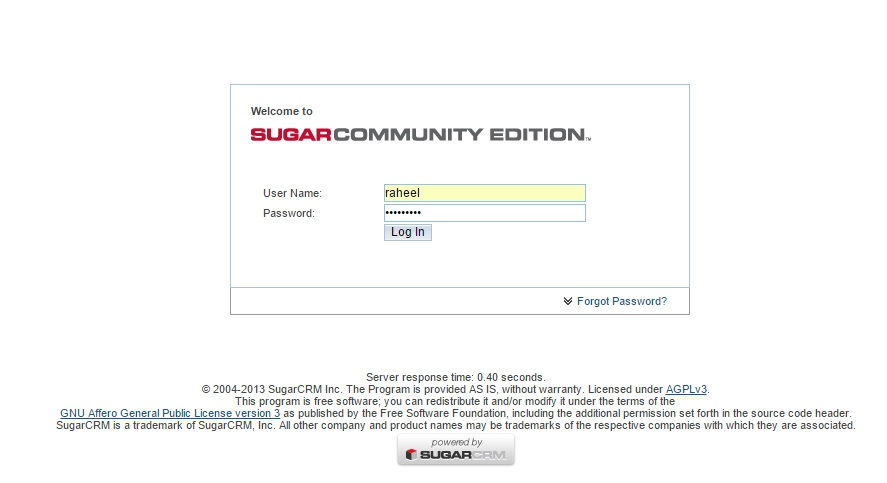 Welcome to
SUGARCOMMUNITY EDITION™
User Name: raheel
Password: •••••••••
Log In
Forgot Password?
Server response time: 0.40 seconds.
© 2004-2013 SugarCRM Inc. The Program is provided AS IS, without warranty. Licensed under AGPLv3.
This program is free software; you can redistribute it and/or modify it under the terms of the
GNU Affero General Public License version 3 as published by the Free Software Foundation, including the additional permission set forth in the source code header.
SugarCRM is a trademark of SugarCRM, Inc. All other company and product names may be trademarks of the respective companies with which they are associated.
powered by
SUGARCRM